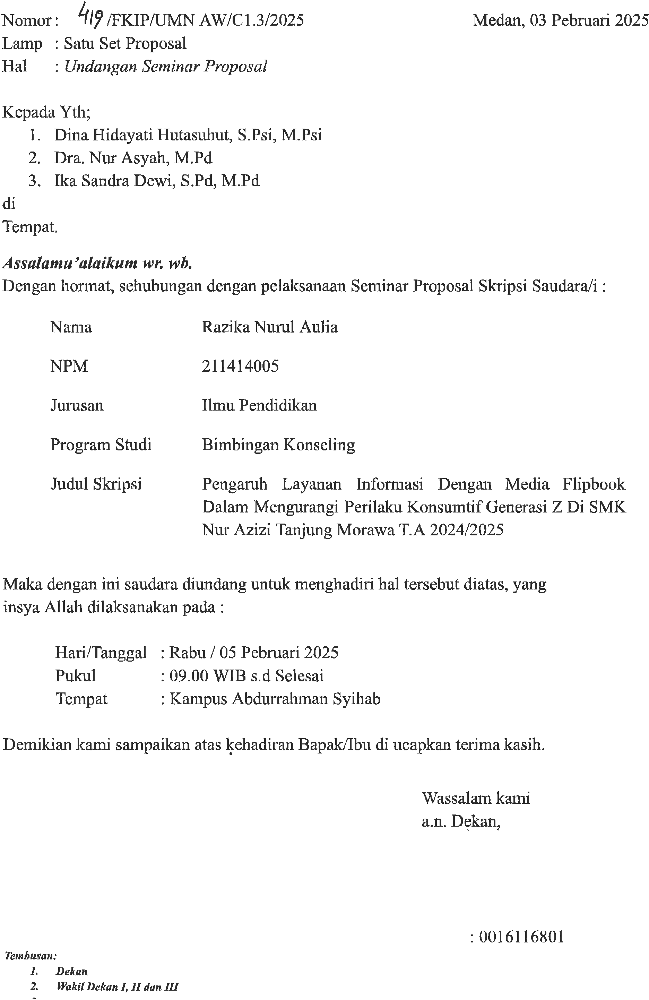 Nomor : 419 /FKIP/UMN AW/C1.3/2025 Medan, 03 Pebruari 2025
Lamp : Satu Set Proposal
Hal : Undangan Seminar Proposal
Kepada Yth;
1. Dina Hidayati Hutasuhut, S.Psi, M.Psi
2. Dra. Nur Asyah, M.Pd
3. Ika Sandra Dewi, S.Pd, M.Pd
di
Tempat.
Assalamu'alaikum wr. wb.
Dengan hormat, sehubungan dengan pelaksanaan Seminar Proposal Skripsi Saudara/i :
Nama Razika Nurul Aulia
NPM 211414005
Jurusan Ilmu Pendidikan
Program Studi Bimbingan Konseling
Judul Skripsi Pengaruh Layanan Informasi Dengan Media Flipbook
Dalam Mengurangi Perilaku Konsumtif Generasi Z Di SMK
Nur Azizi Tanjung Morawa T.A 2024/2025
Maka dengan ini saudara diundang untuk menghadiri hal tersebut diatas, yang
insya Allah dilaksanakan pada :
Hari/Tanggal : Rabu / 05 Pebruari 2025
Pukul : 09.00 WIB s.d Selesai
Tempat : Kampus Abdurrahman Syihab
Demikian kami sampaikan atas kehadiran Bapak/Ibu di ucapkan terima kasih.
Wassalam kami
a.n. Dekan,
: 0016116801
Tembusan:
1. Dekan
2. Wakil Dekan I, II dan III